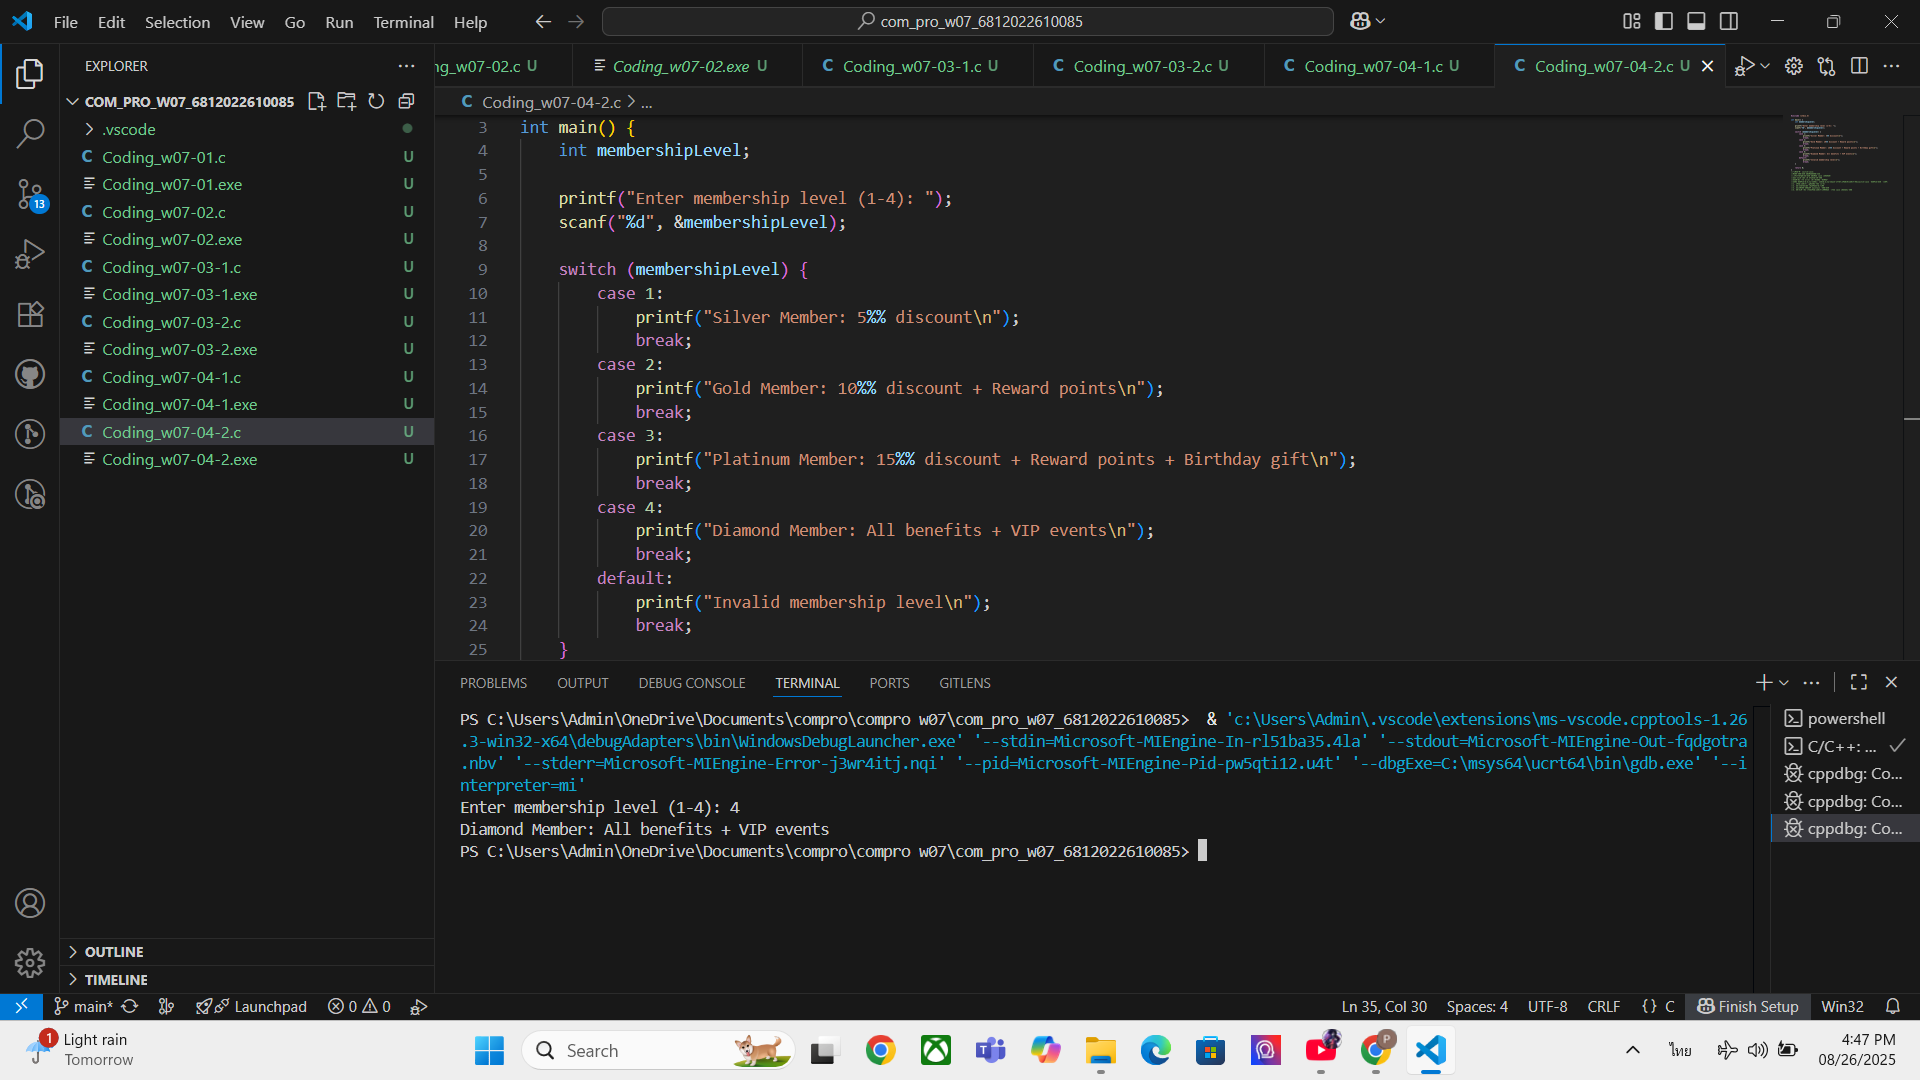 File Edit Selection View Go Run Terminal Help
com_pro_w07_6812022610085
EXPLORER
ng_w07-02.c U
Coding_w07-02.exe U
C Coding_w07-03-1.c U
C Coding_w07-03-2.c U
C Coding_w07-04-1.c U
C Coding_w07-04-2.c U
COM_PRO_W07_6812022610085
C Coding_w07-04-2.c > ...
.vscode
C Coding_w07-01.c U
Coding_w07-01.exe U
C Coding_w07-02.c U
Coding_w07-02.exe U
C Coding_w07-03-1.c U
Coding_w07-03-1.exe U
C Coding_w07-03-2.c U
Coding_w07-03-2.exe U
C Coding_w07-04-1.c U
Coding_w07-04-1.exe U
C Coding_w07-04-2.c U
Coding_w07-04-2.exe U
13
OUTLINE
TIMELINE
3 int main() {
4 int membershipLevel;
5
6 printf("Enter membership level (1-4): ");
7 scanf("%d", &membershipLevel);
8
9 switch (membershipLevel) {
10 case 1:
11 printf("Silver Member: 5%% discount\n");
12 break;
13 case 2:
14 printf("Gold Member: 10%% discount + Reward points\n");
15 break;
16 case 3:
17 printf("Platinum Member: 15%% discount + Reward points + Birthday gift\n");
18 break;
19 case 4:
20 printf("Diamond Member: All benefits + VIP events\n");
21 break;
22 default:
23 printf("Invalid membership level\n");
24 break;
25 }
PROBLEMS OUTPUT DEBUG CONSOLE TERMINAL PORTS GITLENS
PS C:\Users\Admin\OneDrive\Documents\compro\compro w07\com_pro_w07_6812022610085>  & 'c:\Users\Admin\.vscode\extensions\ms-vscode.cpptools-1.26
.3-win32-x64\debugAdapters\bin\WindowsDebugLauncher.exe' '--stdin=Microsoft-MIEngine-In-rl51ba35.4la' '--stdout=Microsoft-MIEngine-Out-fqdgotra
.nbv' '--stderr=Microsoft-MIEngine-Error-j3wr4itj.nqi' '--pid=Microsoft-MIEngine-Pid-pw5qti12.u4t' '--dbgExe=C:\msys64\ucrt64\bin\gdb.exe' '--i
nterpreter=mi'
Enter membership level (1-4): 4
Diamond Member: All benefits + VIP events
PS C:\Users\Admin\OneDrive\Documents\compro\compro w07\com_pro_w07_6812022610085>
powershell
C/C++: ...
cppdbg: Co...
cppdbg: Co...
cppdbg: Co...
main* Launchpad 0 0
Ln 35, Col 30 Spaces: 4 UTF-8 CRLF {} C Finish Setup Win32
1
Light rain
Tomorrow
Search
P
ไทย
4:47 PM
08/26/2025